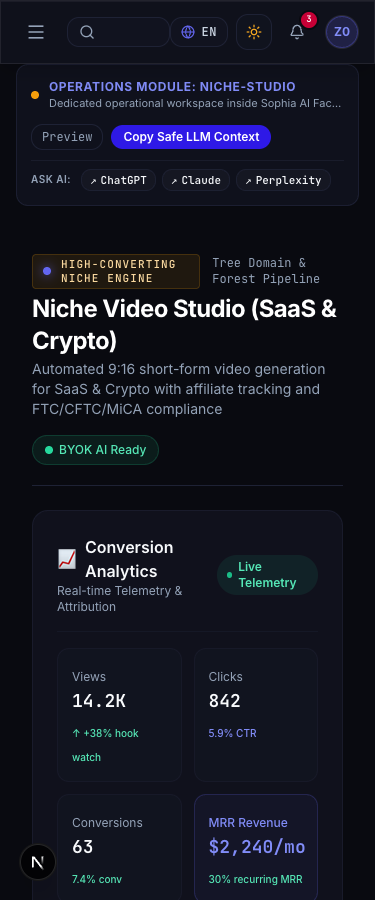 EN
3
ZO
OPERATIONS MODULE: NICHE-STUDIO
Dedicated operational workspace inside Sophia AI Fac...
Preview
Copy Safe LLM Context
ASK AI:
↗ ChatGPT
↗ Claude
↗ Perplexity
HIGH-CONVERTING
NICHE ENGINE
Tree Domain &
Forest Pipeline
Niche Video Studio (SaaS &
Crypto)
Automated 9:16 short-form video generation
for SaaS & Crypto with affiliate tracking and
FTC/CFTC/MiCA compliance
BYOK AI Ready
Conversion
Analytics
Real-time Telemetry &
Attribution
Live
Telemetry
Views
14.2K
↑ +38% hook
watch
Clicks
842
5.9% CTR
Conversions
63
7.4% conv
MRR Revenue
$2,240/mo
30% recurring MRR
N